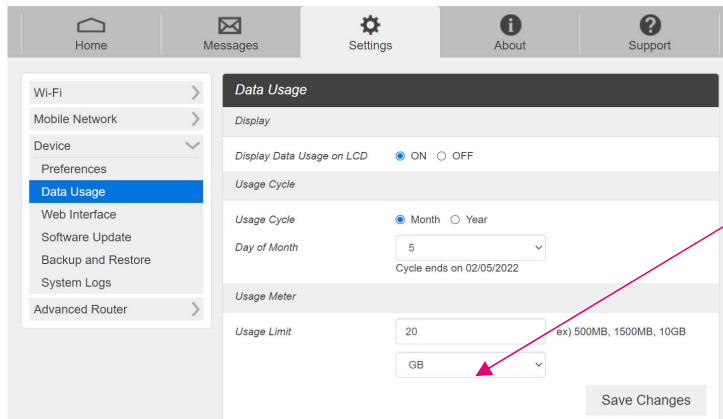 Home Messages Settings About Support
Wi-Fi
Mobile Network
Device
Preferences
Data Usage
Web Interface
Software Update
Backup and Restore
System Logs
Advanced Router
Data Usage
Display
Display Data Usage on LCD ON OFF
Usage Cycle
Usage Cycle Month Year
Day of Month 5
Cycle ends on 02/05/2022
Usage Meter
Usage Limit 20 ex) 500MB, 1500MB, 10GB
GB
Save Changes